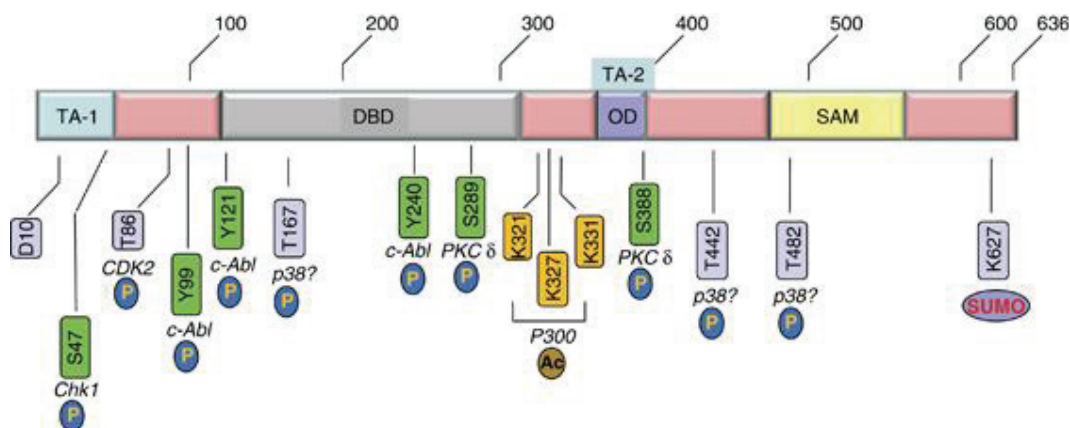 100 200 300 400 500 600 636
TA-2
TA-1 DBD OD SAM
D10
S47
Chk1
P
T86
CDK2
P
Y99
c-Abl
P
Y121
c-Abl
P
T167
p38?
P
Y240
c-Abl
P
S289
PKC δ
P
K321
K327
K331
P300
Ac
S388
PKC δ
P
T442
p38?
P
T482
p38?
P
K627
SUMO